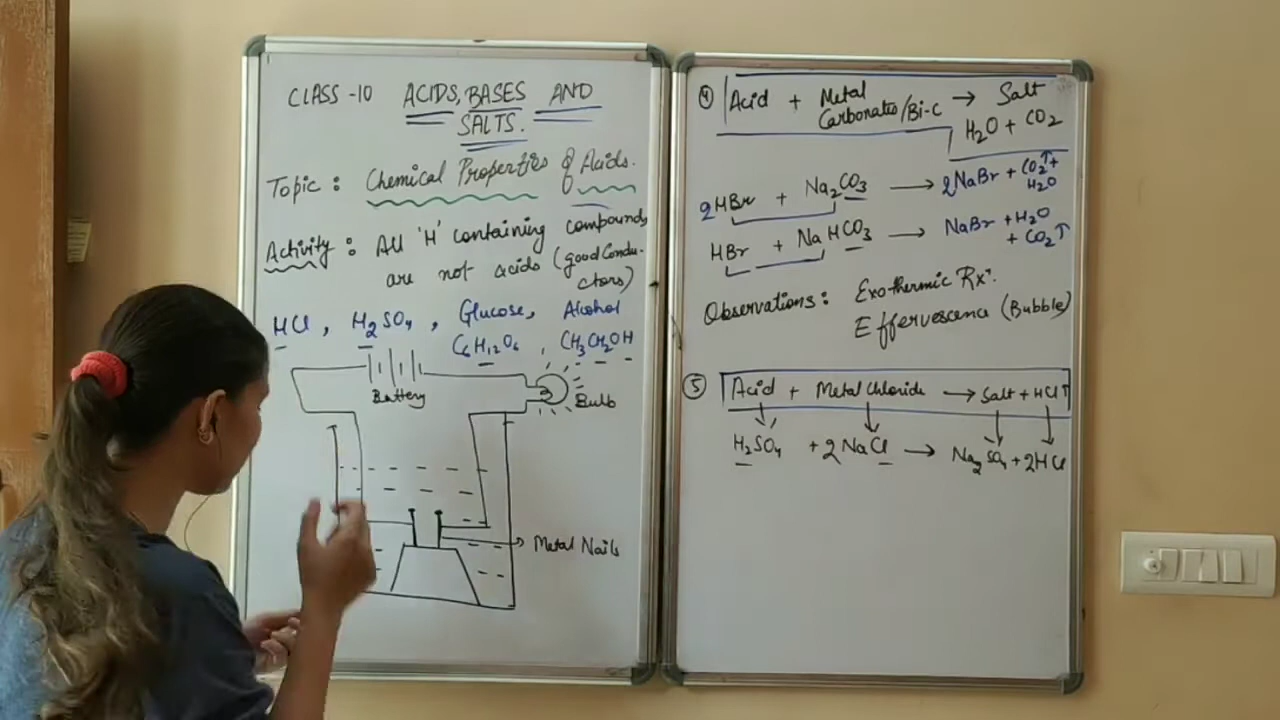 CLASS -10 ACIDS, BASES AND
SALTS.
Topic : Chemical Properties of Acids.
Activity : All 'H' containing compounds
are not acids (good Condu-
ctors)
HCl, H2SO4, Glucose, Alcohol
C6H12O6, CH3CH2OH
Battery
Bulb
Metal Nails
④ Acid + Metal Carbonates/Bi-C → Salt
H2O + CO2
2HBr + Na2CO3 → 2NaBr + CO2↑ + H2O
HBr + NaHCO3 → NaBr + H2O
+ CO2↑
Observations : Exothermic Rxn.
Effervescence (Bubble)
⑤ Acid + Metal Chloride → Salt + HCl↑
H2SO4 + 2NaCl → Na2SO4 + 2HCl